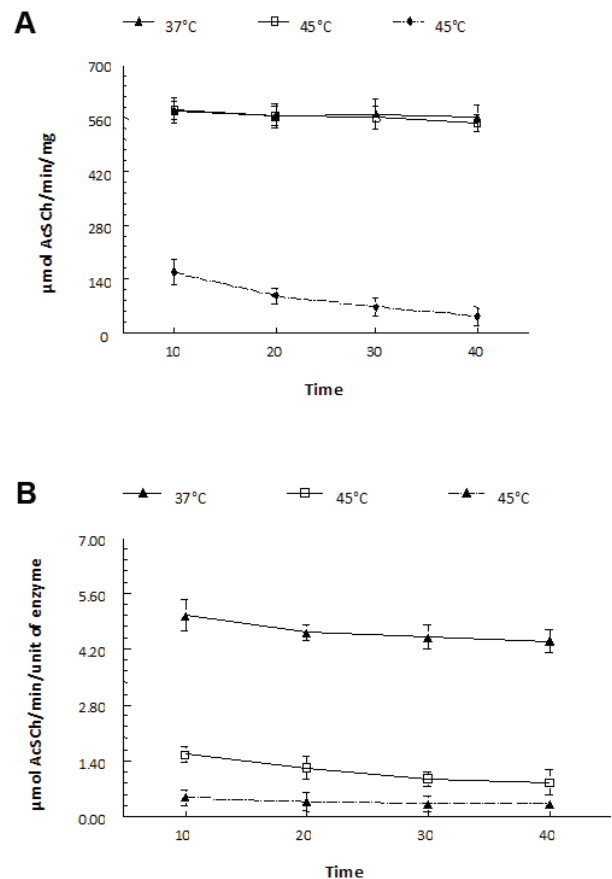 A
37°C 45°C 45°C
700
560
420
280
140
0
µmol AcSCh/min/mg
10 20 30 40
Time
B
37°C 45°C 45°C
7.00
5.60
4.20
2.80
1.40
0.00
µmol AcSCh/min/unit of enzyme
10 20 30 40
Time